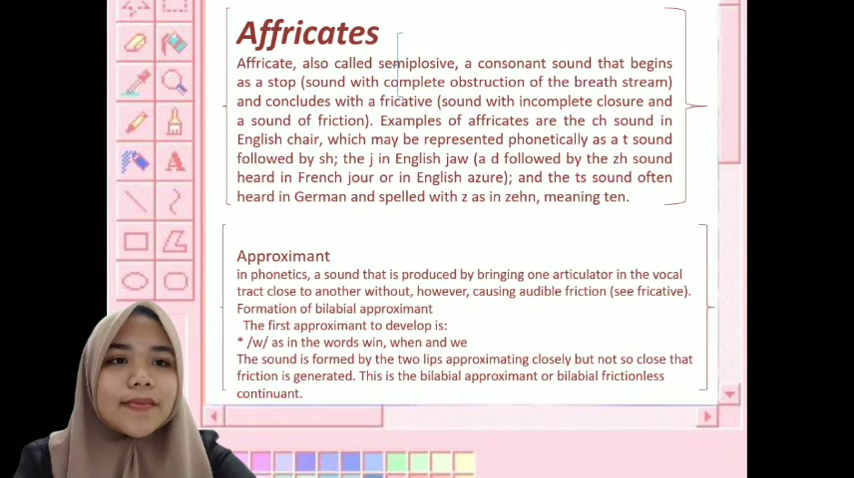 Affricates
Affricate, also called semiplosive, a consonant sound that begins
as a stop (sound with complete obstruction of the breath stream)
and concludes with a fricative (sound with incomplete closure and
a sound of friction). Examples of affricates are the ch sound in
English chair, which may be represented phonetically as a t sound
followed by sh; the j in English jaw (a d followed by the zh sound
heard in French jour or in English azure); and the ts sound often
heard in German and spelled with z as in zehn, meaning ten.
A
Approximant
in phonetics, a sound that is produced by bringing one articulator in the vocal
tract close to another without, however, causing audible friction (see fricative).
Formation of bilabial approximant
The first approximant to develop is:
* /w/ as in the words win, when and we
The sound is formed by the two lips approximating closely but not so close that
friction is generated. This is the bilabial approximant or bilabial frictionless
continuant.